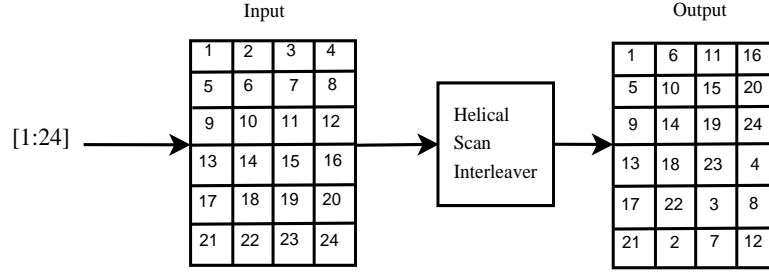 Input
Output
[1:24]
1 2 3 4
5 6 7 8
9 10 11 12
13 14 15 16
17 18 19 20
21 22 23 24
Helical
Scan
Interleaver
1 6 11 16
5 10 15 20
9 14 19 24
13 18 23 4
17 22 3 8
21 2 7 12